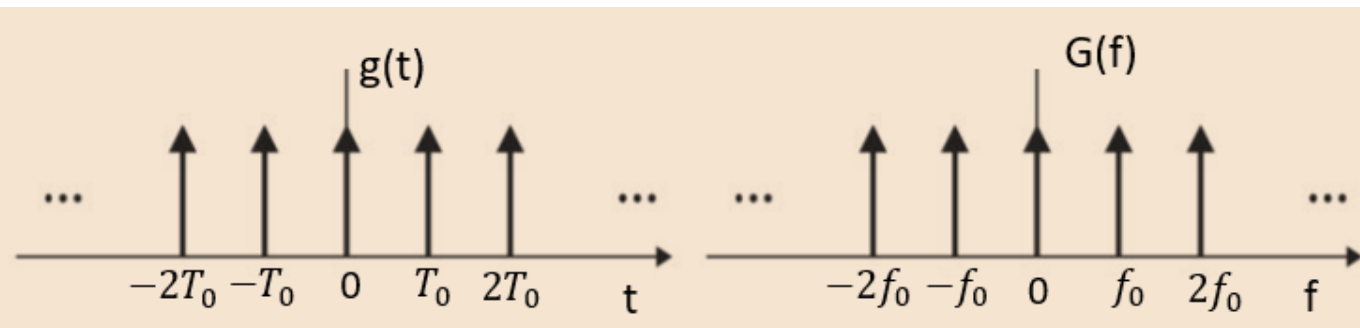 g(t)
G(f)
... ... ... ...
−2T₀ −T₀ 0 T₀ 2T₀ t
−2f₀ −f₀ 0 f₀ 2f₀ f